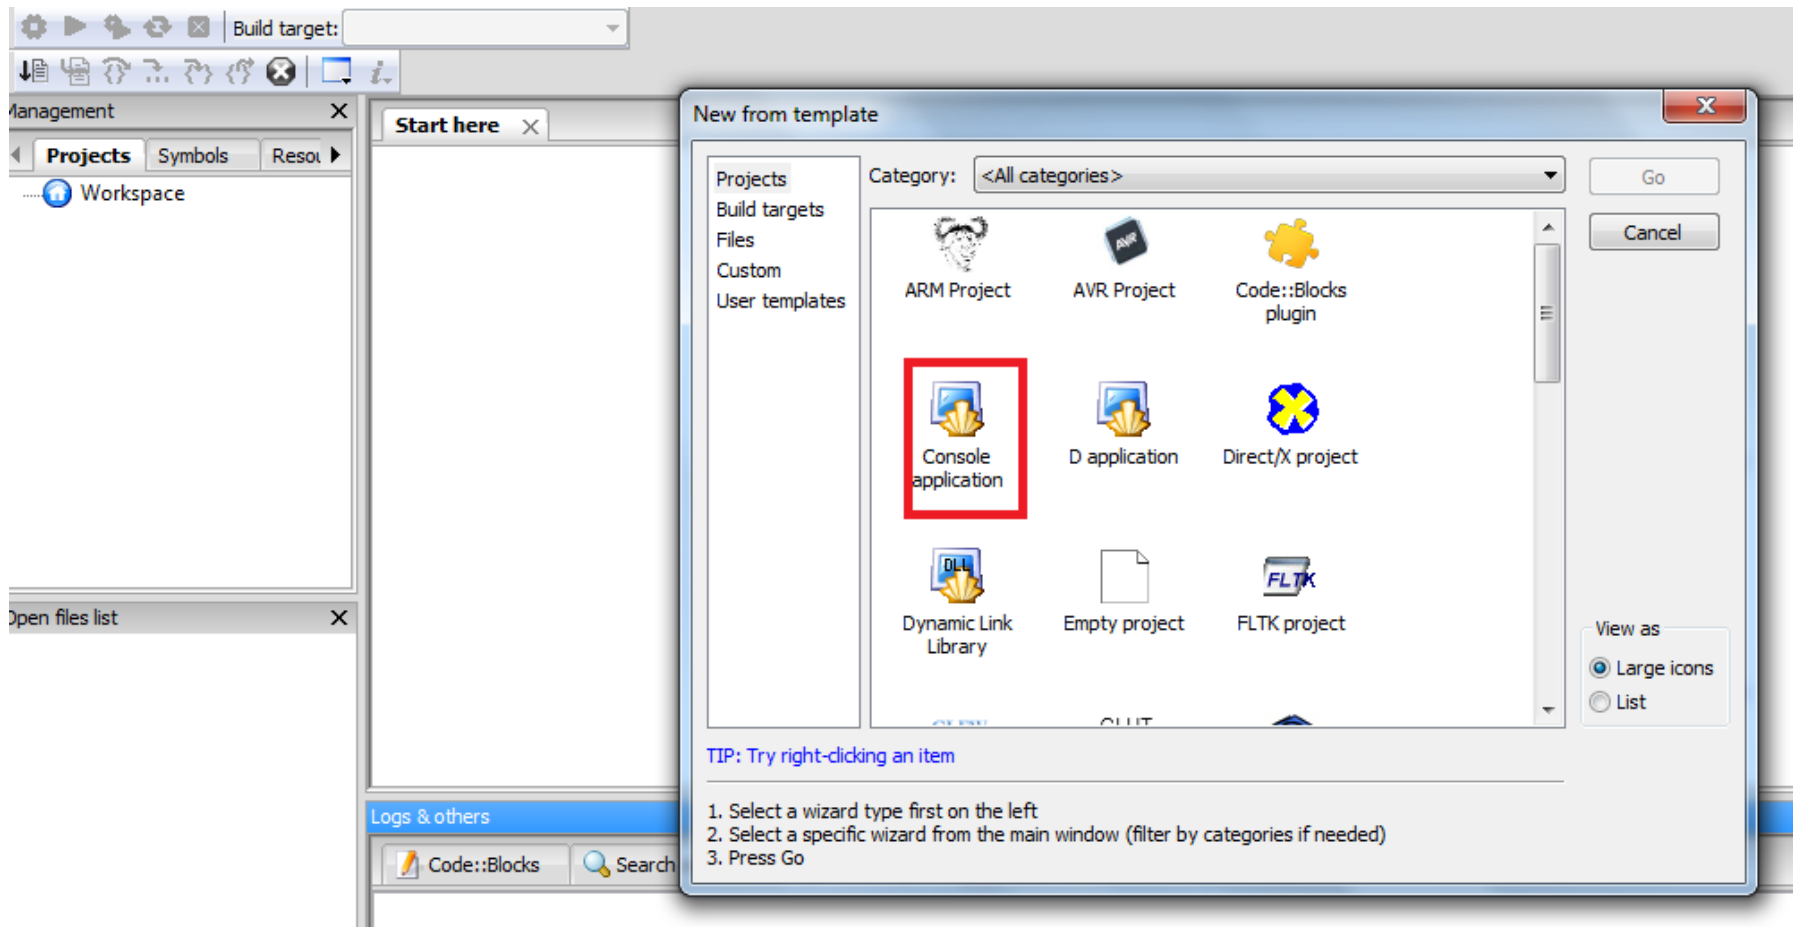 Build target:
Management
Projects
Symbols
Workspace
Open files list
Start here
Logs & others
Code::Blocks
Search
New from template
Projects
Build targets
Files
Custom
User templates
Category:
<All categories>
Go
Cancel
AVR
ARM Project
AVR Project
Code::Blocks
plugin
Console
application
D application
Direct/X project
DLL
FLTK
Dynamic Link
Library
Empty project
FLTK project
View as
Large icons
List
TIP: Try right-clicking an item
1. Select a wizard type first on the left
2. Select a specific wizard from the main window (filter by categories if needed)
3. Press Go